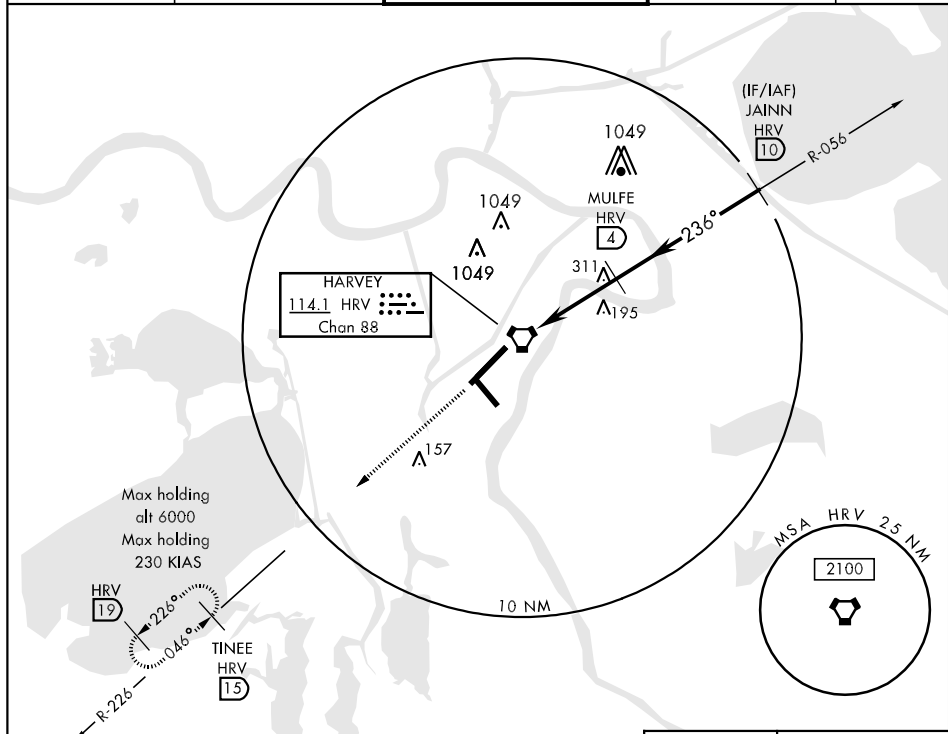 (IF/IAF)
JAINN
HRV
10
R-056
1049
MULFE
HRV
4
236°
1049
1049
311
195
HARVEY
114.1 HRV
Chan 88
157
Max holding
alt 6000
Max holding
230 KIAS
HRV
19
226°
046°
TINEE
HRV
15
R-226
10 NM
MSA HRV 25 NM
2100